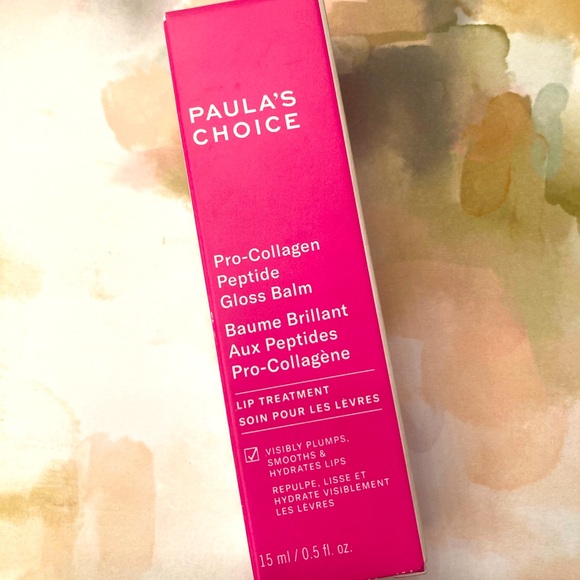 PAULA'S
CHOICE
Pro-Collagen
Peptide
Gloss Balm
Baume Brillant
Aux Peptides
Pro-Collagène
LIP TREATMENT
SOIN POUR LES LÈVRES
VISIBLY PLUMPS,
SMOOTHS &
HYDRATES LIPS
REPULPE, LISSE ET
HYDRATE VISIBLEMENT
LES LÈVRES
15 ml / 0.5 fl. oz.